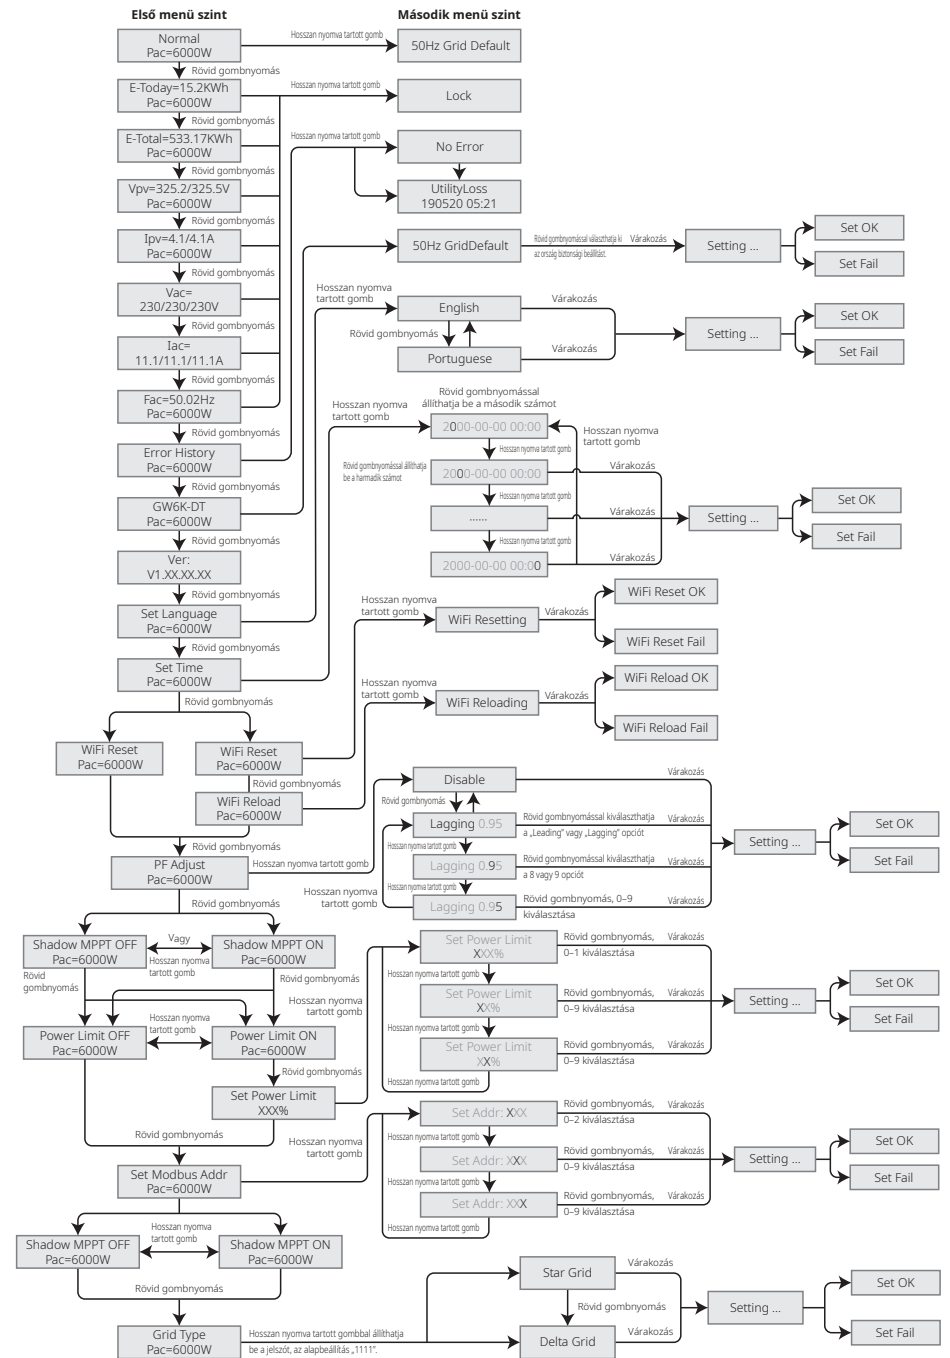 Első menü szint
Második menü szint
Normal
Pac=6000W
Hosszan nyomva tartott gomb
50Hz Grid Default
Rövid gombnyomás
E-Today=15.2KWh
Pac=6000W
Hosszan nyomva tartott gomb
Lock
Rövid gombnyomás
E-Total=533.17KWh
Pac=6000W
Hosszan nyomva tartott gomb
No Error
Rövid gombnyomás
Vpv=325.2/325.5V
Pac=6000W
UtilityLoss
190520 05:21
Rövid gombnyomás
Ipv=4.1/4.1A
Pac=6000W
50Hz GridDefault
Rövid gombnyomással választhatja ki
az ország biztonsági beállítást.
Várakozás
Setting ...
Set OK
Set Fail
Rövid gombnyomás
Vac=
230/230/230V
Hosszan nyomva
tartott gomb
English
Várakozás
Rövid gombnyomás
Rövid gombnyomás
Portuguese
Várakozás
Setting ...
Set OK
Set Fail
Iac=
11.1/11.1/11.1A
Rövid gombnyomás
Fac=50.02Hz
Pac=6000W
Rövid gombnyomás
Hosszan nyomva
tartott gomb
Rövid gombnyomással
állíthatja be a második számot
2000-00-00 00:00
Hosszan nyomva
tartott gomb
Hosszan nyomva tartott gomb
Error History
Pac=6000W
Rövid gombnyomással állíthatja
be a harmadik számot
2000-00-00 00:00
Várakozás
Rövid gombnyomás
Hosszan nyomva tartott gomb
GW6K-DT
Pac=6000W
......
Várakozás
Setting ...
Set OK
Set Fail
Rövid gombnyomás
Hosszan nyomva tartott gomb
Ver:
V1.XX.XX.XX
2000-00-00 00:00
Várakozás
Rövid gombnyomás
Set Language
Pac=6000W
Hosszan nyomva
tartott gomb
WiFi Resetting
Várakozás
WiFi Reset OK
WiFi Reset Fail
Rövid gombnyomás
Set Time
Pac=6000W
Rövid gombnyomás
Hosszan nyomva
tartott gomb
WiFi Reloading
Várakozás
WiFi Reload OK
WiFi Reload Fail
WiFi Reset
Pac=6000W
WiFi Reset
Pac=6000W
Rövid gombnyomás
WiFi Reload
Pac=6000W
Rövid gombnyomás
PF Adjust
Pac=6000W
Hosszan nyomva tartott gomb
Disable
Várakozás
Rövid gombnyomás
Lagging 0.95
Rövid gombnyomással kiválaszthatja
a „Leading” vagy „Lagging” opciót
Várakozás
Hosszan nyomva tartott gomb
Lagging 0.95
Rövid gombnyomással kiválaszthatja
a 8 vagy 9 opciót
Várakozás
Hosszan nyomva tartott gomb
Hosszan nyomva
tartott gomb
Lagging 0.95
Rövid gombnyomás, 0–9
kiválasztása
Várakozás
Setting ...
Set OK
Set Fail
Rövid gombnyomás
Shadow MPPT OFF
Pac=6000W
Vagy
Hosszan nyomva
tartott gomb
Shadow MPPT ON
Pac=6000W
Rövid
gombnyomás
Rövid gombnyomás
Hosszan nyomva
tartott gomb
Set Power Limit
XXX%
Rövid gombnyomás,
0–1 kiválasztása
Várakozás
Hosszan nyomva tartott gomb
Set Power Limit
XX%
Rövid gombnyomás,
0–9 kiválasztása
Várakozás
Hosszan nyomva tartott gomb
Set Power Limit
XX%
Rövid gombnyomás,
0–9 kiválasztása
Várakozás
Hosszan nyomva tartott gomb
Setting ...
Set OK
Set Fail
Power Limit OFF
Pac=6000W
Hosszan nyomva
tartott gomb
Power Limit ON
Pac=6000W
Rövid gombnyomás
Set Power Limit
XXX%
Rövid gombnyomás
Hosszan nyomva
tartott gomb
Set Addr: XXX
Rövid gombnyomás,
0–2 kiválasztása
Várakozás
Hosszan nyomva tartott gomb
Set Addr: XXX
Rövid gombnyomás,
0–9 kiválasztása
Várakozás
Hosszan nyomva tartott gomb
Set Addr: XXX
Rövid gombnyomás,
0–9 kiválasztása
Várakozás
Hosszan nyomva tartott gomb
Setting ...
Set OK
Set Fail
Set Modbus Addr
Pac=6000W
Shadow MPPT OFF
Pac=6000W
Hosszan nyomva
tartott gomb
Shadow MPPT ON
Pac=6000W
Rövid gombnyomás
Grid Type
Pac=6000W
Hosszan nyomva tartott gombbal állíthatja
be a jelszót, az alapbeállítás „1111”.
Star Grid
Várakozás
Rövid gombnyomás
Delta Grid
Várakozás
Setting ...
Set OK
Set Fail